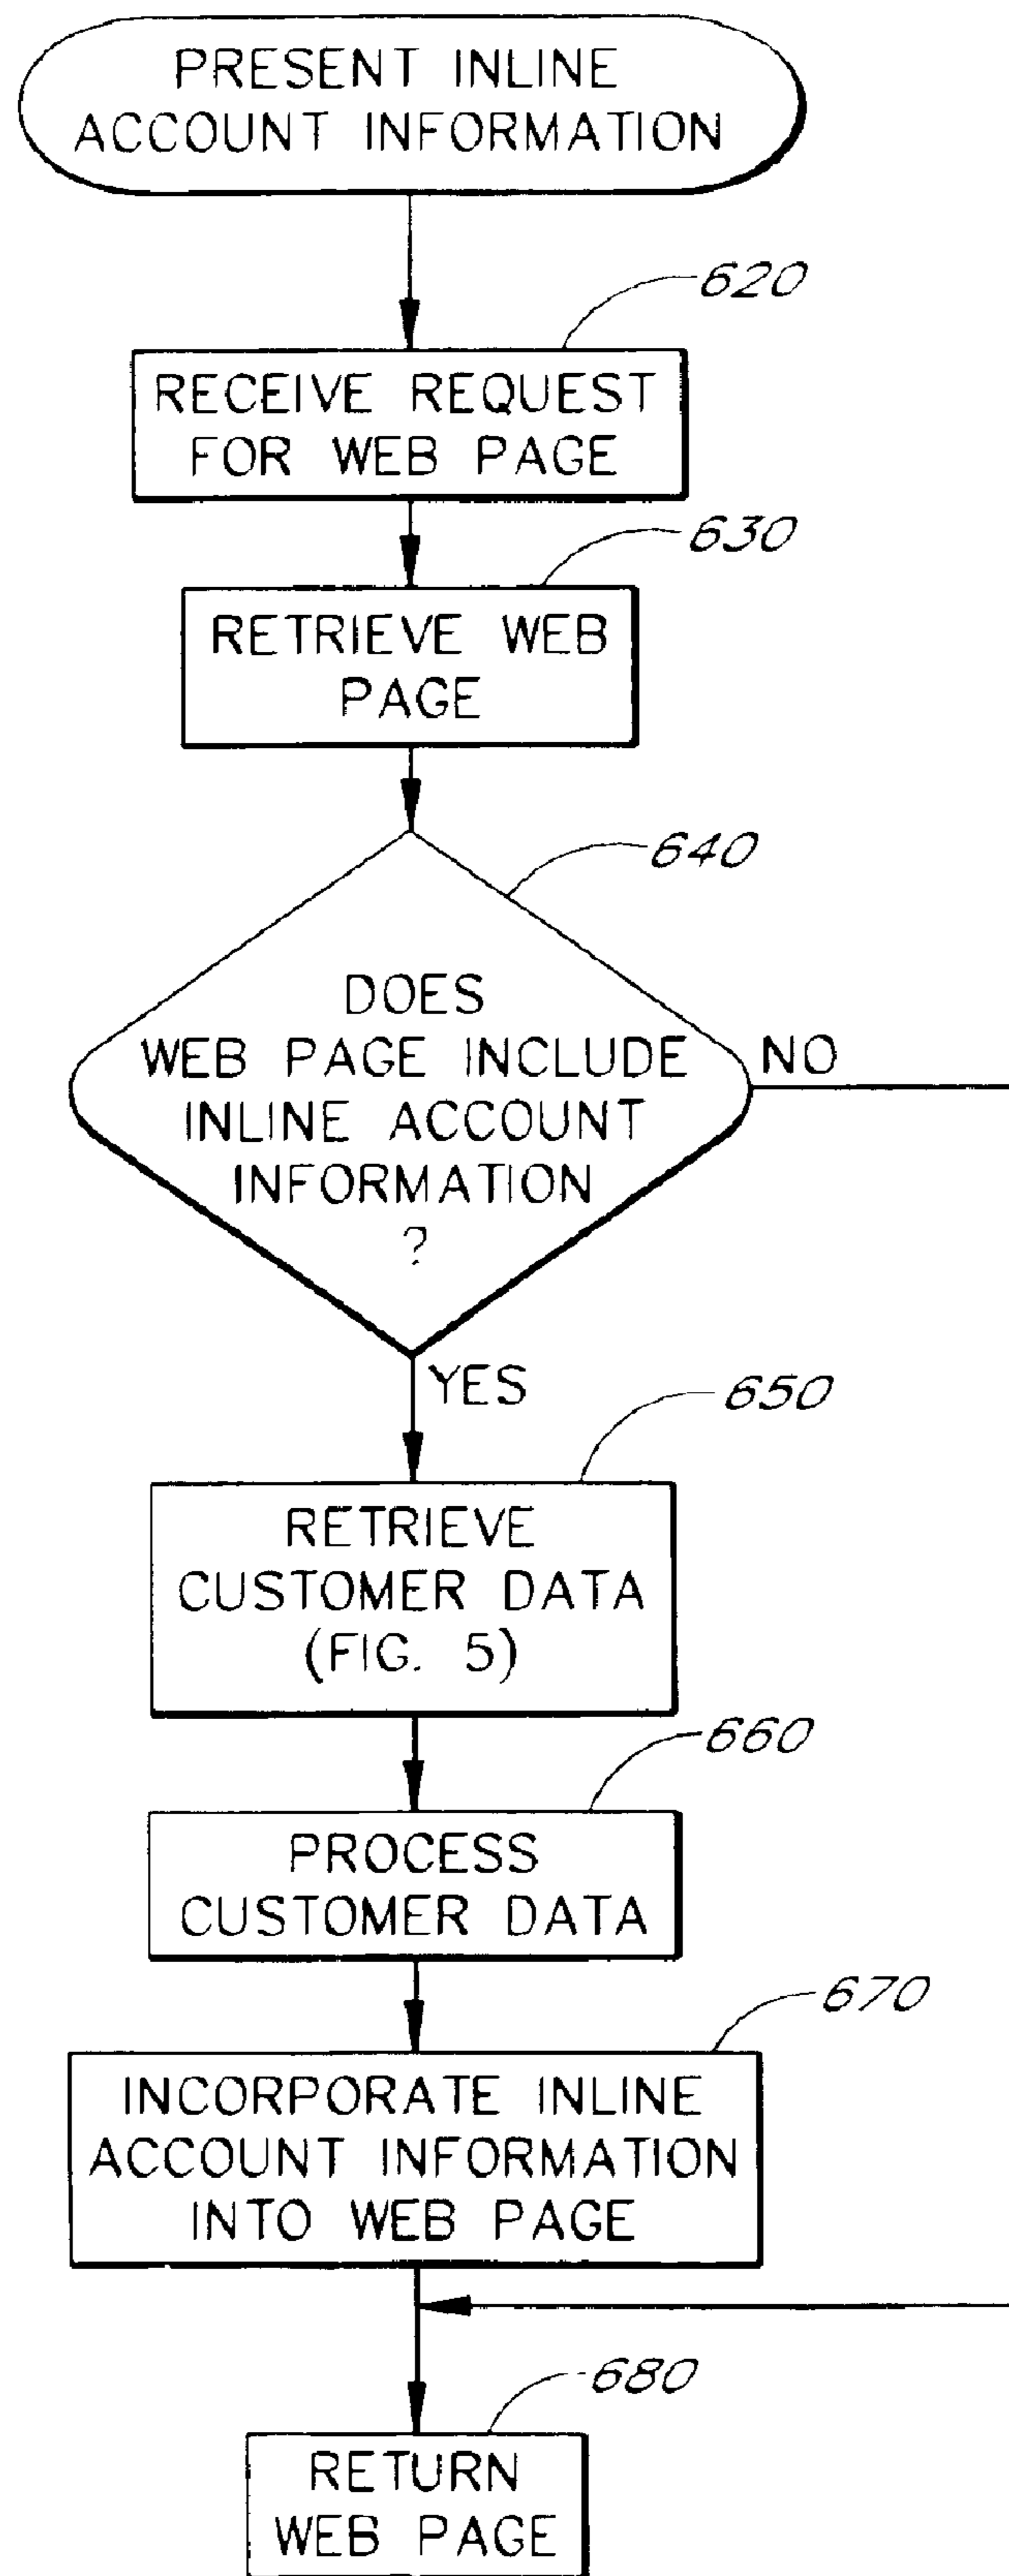 PRESENT INLINE
ACCOUNT INFORMATION
620
RECEIVE REQUEST
FOR WEB PAGE
630
RETRIEVE WEB
PAGE
640
DOES
WEB PAGE INCLUDE
INLINE ACCOUNT
INFORMATION
?
NO
YES
650
RETRIEVE
CUSTOMER DATA
(FIG. 5)
660
PROCESS
CUSTOMER DATA
670
INCORPORATE INLINE
ACCOUNT INFORMATION
INTO WEB PAGE
680
RETURN
WEB PAGE